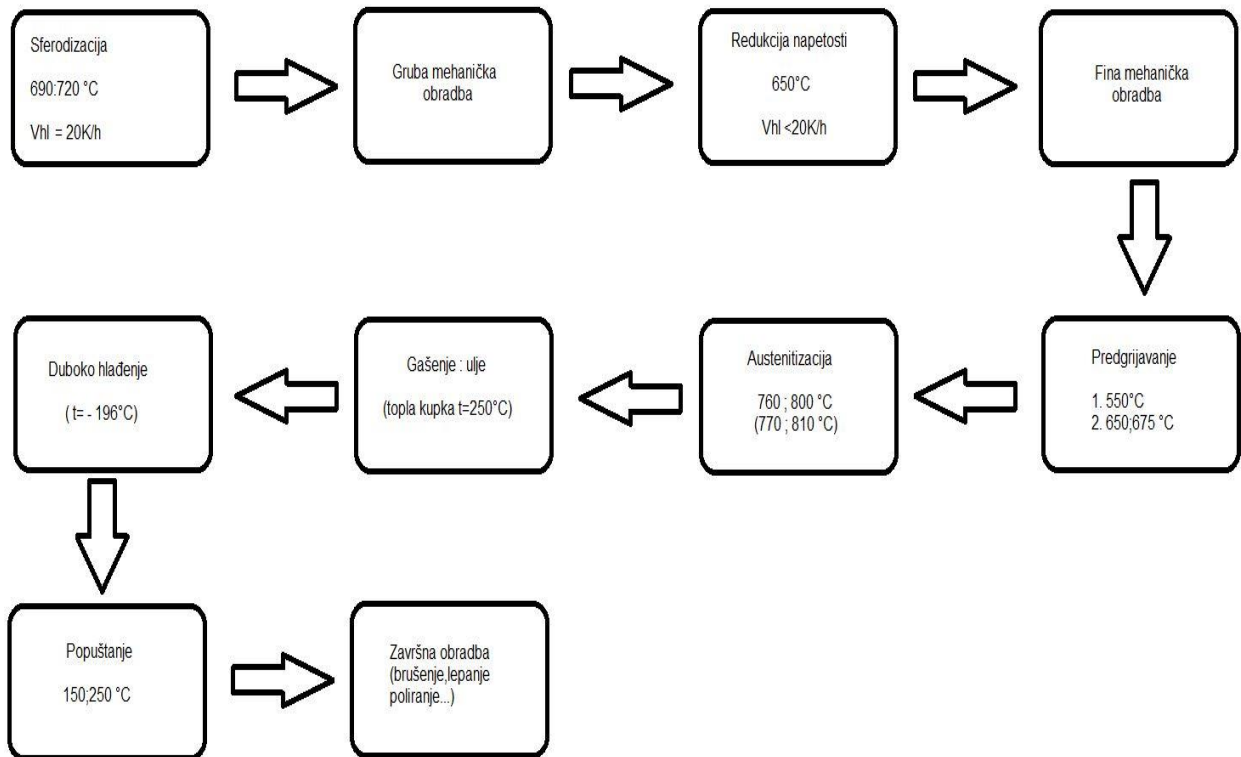 Sferodizacija
690:720 °C
Vhl = 20K/h
Gruba mehanička
obradba
Redukcija napetosti
650°C
Vhl <20K/h
Fina mehanička
obradba
Predgrijavanje
1. 550°C
2. 650;675 °C
Austenitizacija
760 ; 800 °C
(770 ; 810 °C)
Gašenje : ulje
(topla kupka t=250°C)
Duboko hlađenje
( t= - 196°C)
Popuštanje
150;250 °C
Završna obradba
(brušenje,lepanje
poliranje...)